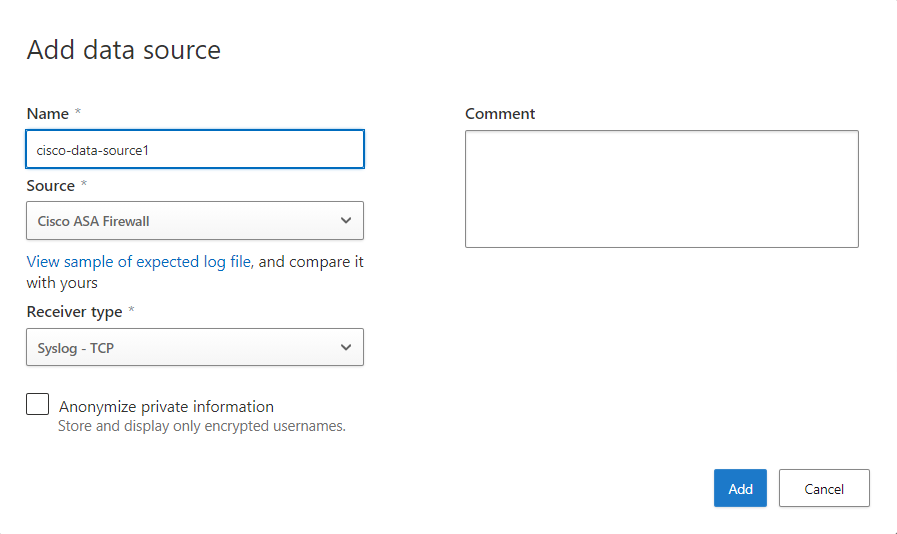 Add data source
Name *
cisco-data-source1
Source *
Cisco ASA Firewall
View sample of expected log file, and compare it
with yours
Receiver type *
Syslog - TCP
Anonymize private information
Store and display only encrypted usernames.
Comment
Add
Cancel